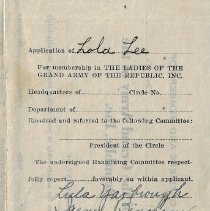 Application of Lola Lee
For membership in THE LADIES OF THE
GRAND ARMY OF THE REPUBLIC, INC.
Headquarters of Circle No.
Department of
Received and referred to the following Committee:
President of the Circle
The undersigned Examining Committee respect-
fully report favorably on within applicant.
Lula Yarbrough